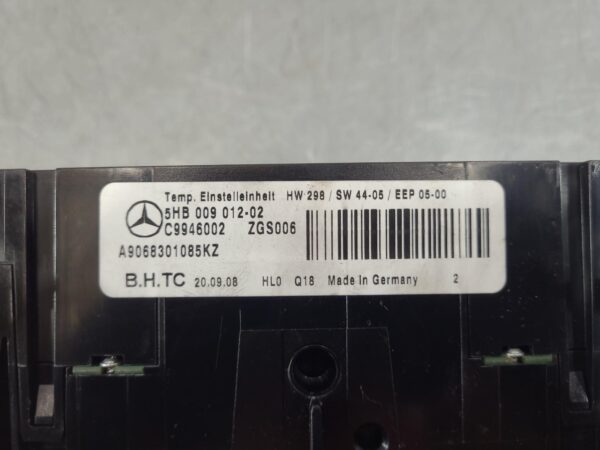 Temp. Einstelleinheit HW 298 / SW 44-05 / EEP 05-00
5HB 009 012-02
C9946002 ZGS006
A9068301085KZ
B.H.TC 20.09.08 HL0 Q18 Made in Germany 2